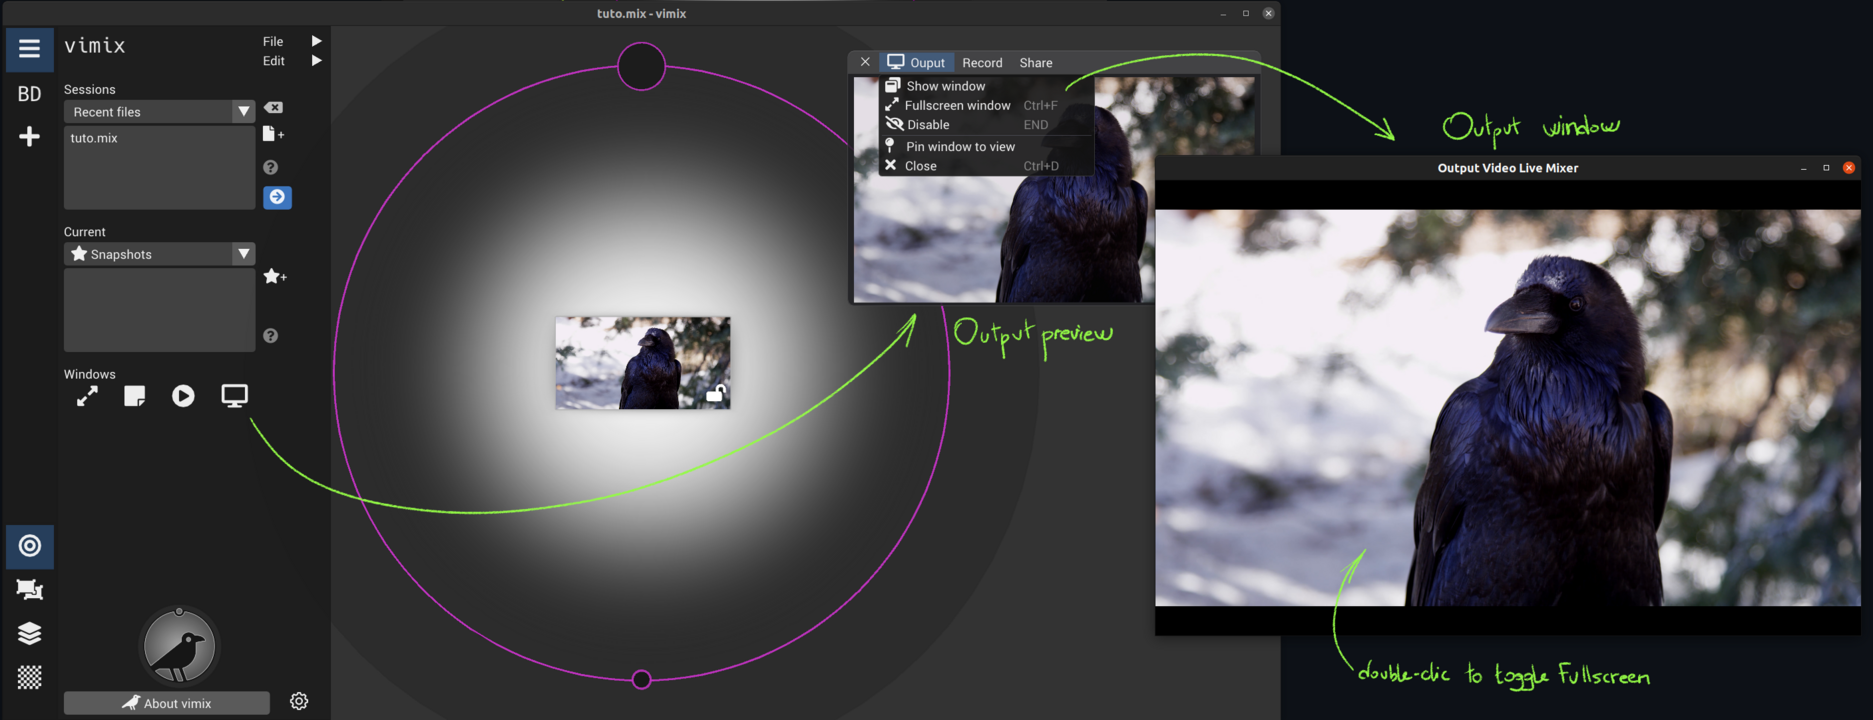 tuto.mix - vimix
vimix
File
Edit
BD
Sessions
Recent files
tuto.mix
Current
Snapshots
Windows
About vimix
Ouput Record Share
Show window
Fullscreen window Ctrl+F
Disable END
Pin window to view
Close Ctrl+D
Output preview
Output window
Output Video Live Mixer
double-clic to toggle Fullscreen